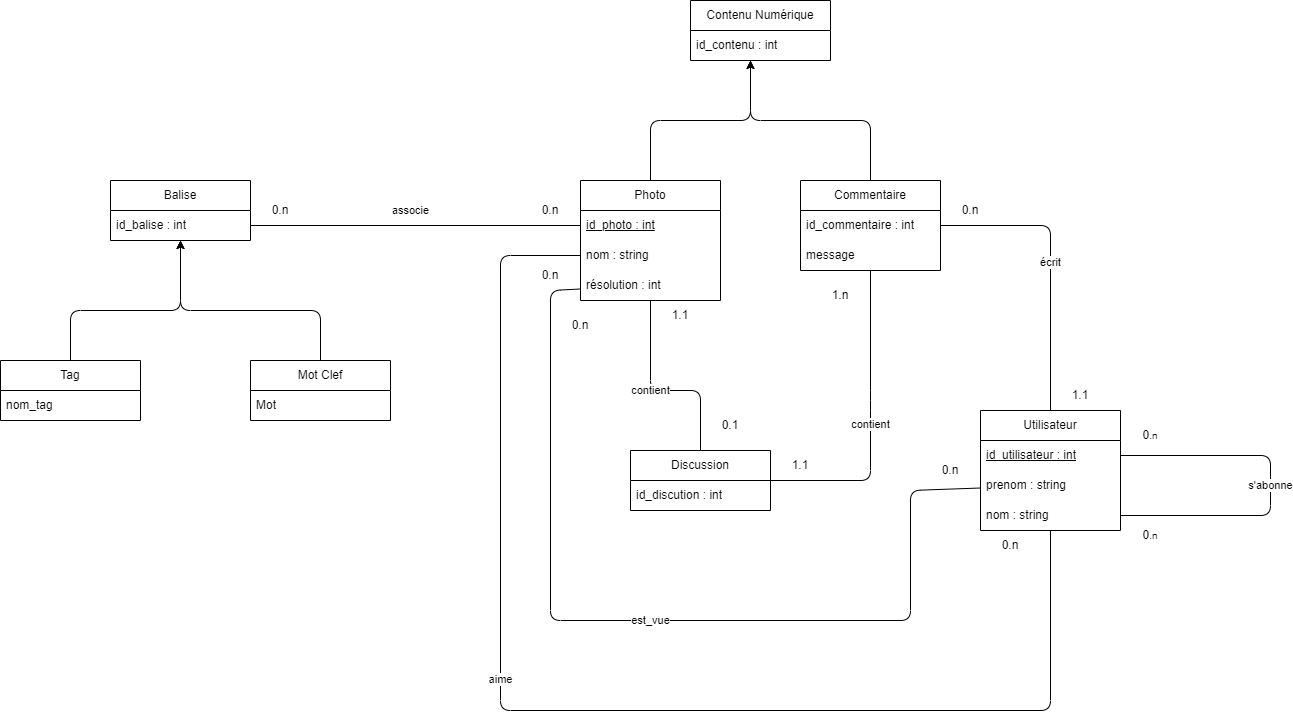 Contenu Numérique
id_contenu : int
Balise
id_balise : int
0.n
associe
0.n
Photo
id_photo : int
nom : string
résolution : int
Commentaire
id_commentaire : int
message
0.n
écrit
0.n
0.n
1.1
1.n
Tag
nom_tag
Mot Clef
Mot
contient
0.1
contient
1.1
Discussion
id_discution : int
1.1
Utilisateur
id_utilisateur : int
prenom : string
nom : string
0.n
0.n
s'abonne
0.n
0.n
est_vue
aime